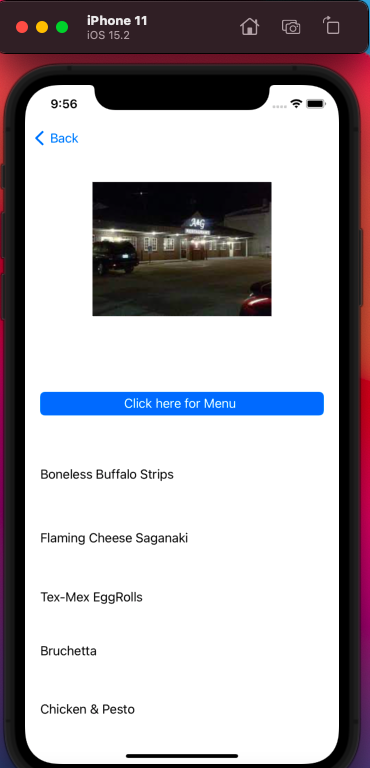 iPhone 11
iOS 15.2
9:56
Back
A&G
Click here for Menu
Boneless Buffalo Strips
Flaming Cheese Saganaki
Tex-Mex EggRolls
Bruchetta
Chicken & Pesto